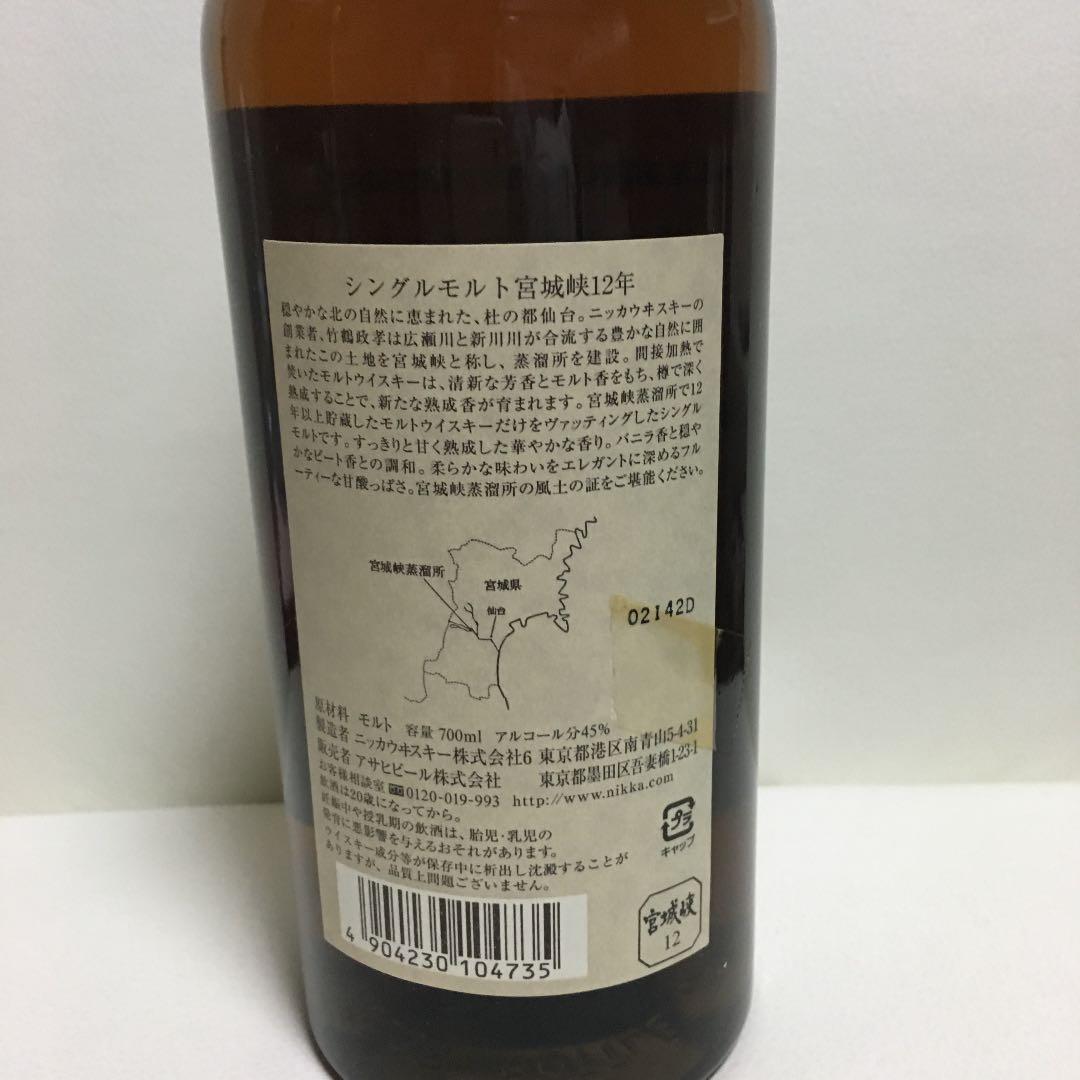 シングルモルト宮城峡12年
穏やかな北の自然に恵まれた、杜の都仙台。ニッカウヰスキーの
創業者、竹鶴政孝は広瀬川と新川川が合流する豊かな自然に囲
まれたこの土地を宮城峡と称し、蒸溜所を建設。間接加熱で
焚いたモルトウイスキーは、清新な芳香とモルト香をもち、樽で深く
熟成することで、新たな熟成香が育まれます。宮城峡蒸溜所で12
年以上貯蔵したモルトウイスキーだけをヴァッティングしたシングル
モルトです。すっきりと甘く熟成した華やかな香り。バニラ香と穏や
かなピート香との調和。柔らかな味わいをエレガントに深めるフル
ーティーな甘酸っぱさ。宮城峡蒸溜所の風土の証をご堪能ください。
宮城峡蒸溜所
宮城県
仙台
02142D
原材料 モルト 容量 700ml アルコール分45%
製造者 ニッカウヰスキー株式会社6 東京都港区南青山5-4-31
販売者 アサヒビール株式会社 東京都墨田区吾妻橋1-23-1
お客様相談室 0120-019-993 http://www.nikka.com
飲酒は20歳になってから。
妊娠中や授乳期の飲酒は、胎児・乳児の
発育に悪影響を与えるおそれがあります。
ウイスキー成分等が保存中に析出し沈澱することが
ありますが、品質上問題ございません。
プラ
キャップ
宮城峡
12
4 904230 104735